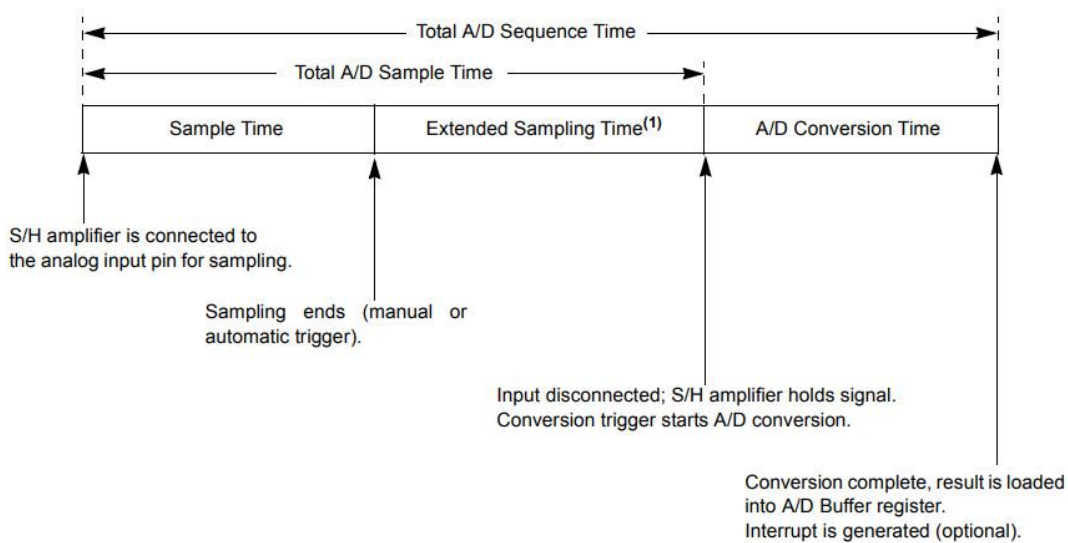 Total A/D Sequence Time
Total A/D Sample Time
Sample Time
Extended Sampling Time(1)
A/D Conversion Time
S/H amplifier is connected to
the analog input pin for sampling.
Sampling ends (manual or
automatic trigger).
Input disconnected; S/H amplifier holds signal.
Conversion trigger starts A/D conversion.
Conversion complete, result is loaded
into A/D Buffer register.
Interrupt is generated (optional).